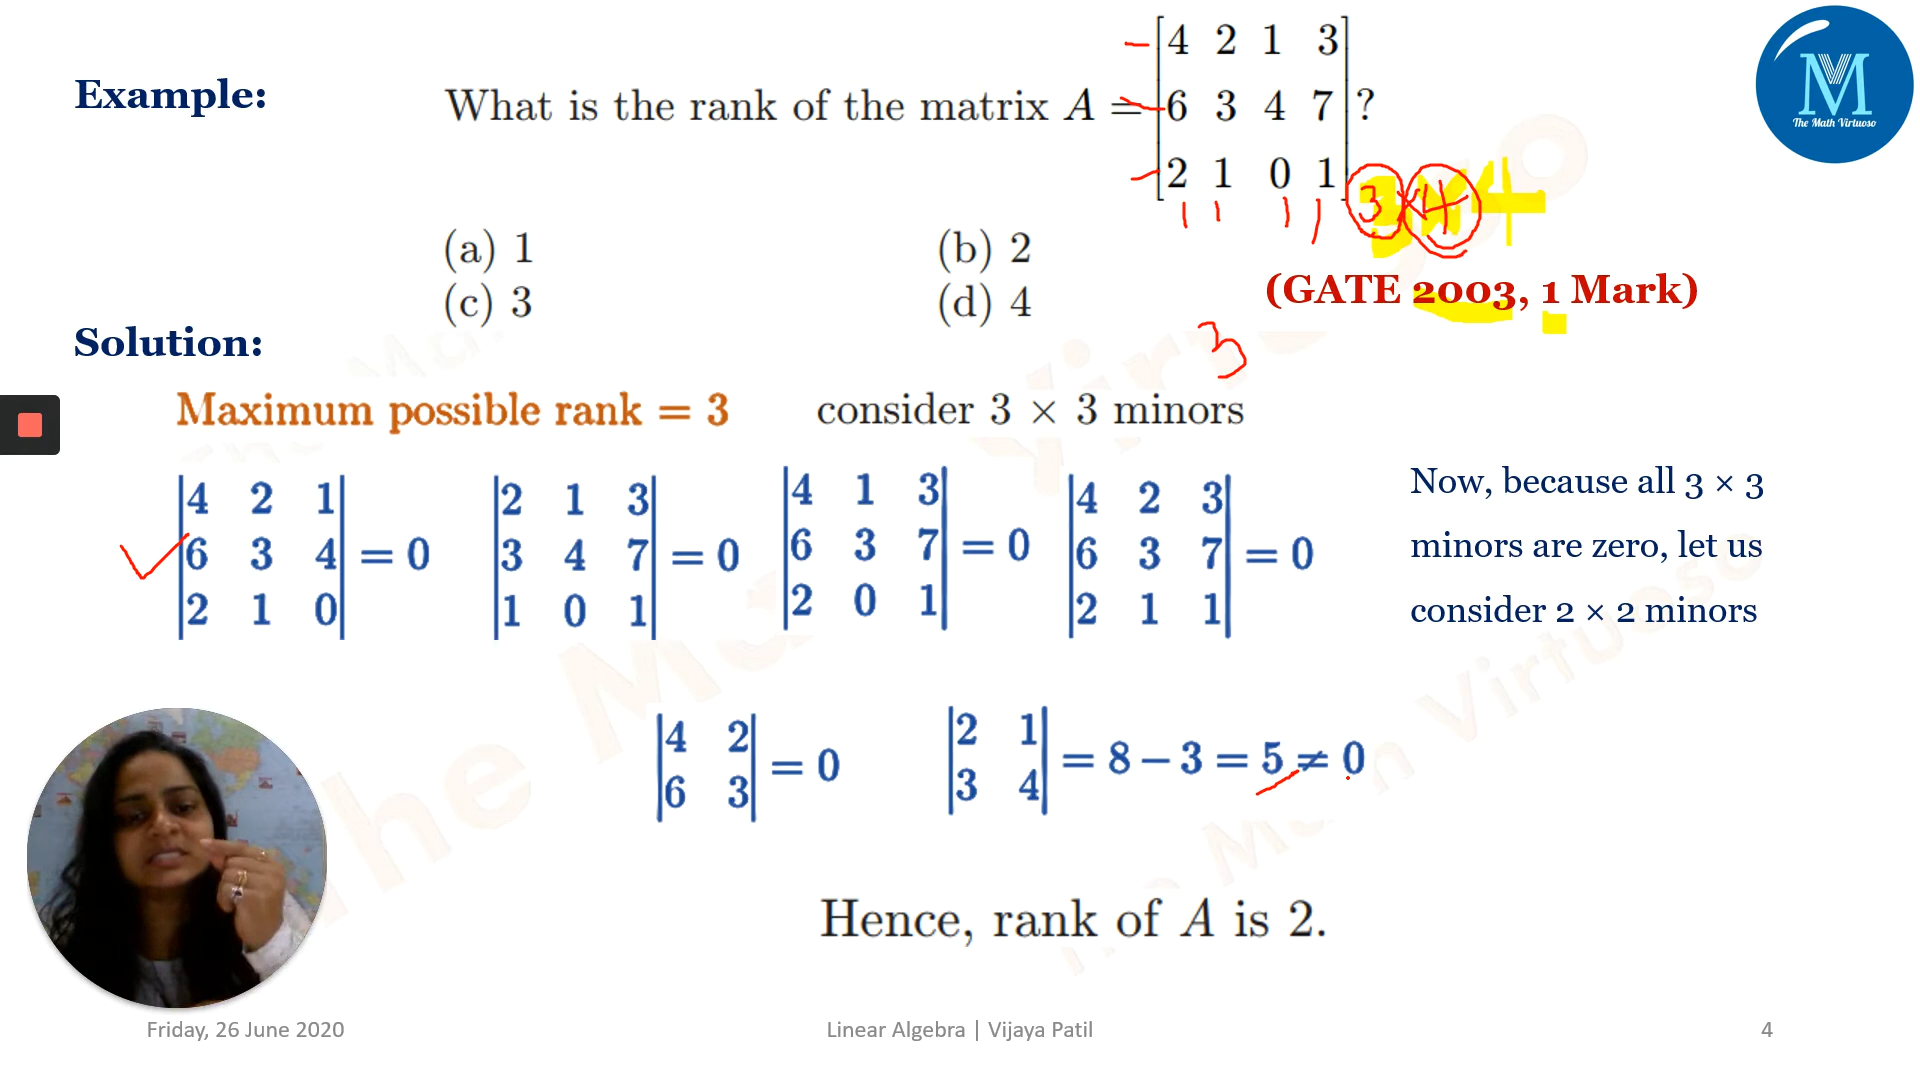 Example:
What is the rank of the matrix A = [4 2 1 3
6 3 4 7
2 1 0 1] ?
3 × 4
(a) 1 (b) 2
(c) 3 (d) 4
(GATE 2003, 1 Mark)
M
The Math Virtuoso
Solution:
3
Maximum possible rank = 3 consider 3 × 3 minors
|4 2 1| |2 1 3| |4 1 3| |4 2 3|
|6 3 4| = 0 |3 4 7| = 0 |6 3 7| = 0 |6 3 7| = 0
|2 1 0| |1 0 1| |2 0 1| |2 1 1|
Now, because all 3 × 3
minors are zero, let us
consider 2 × 2 minors
|4 2| = 0 |2 1| = 8 − 3 = 5 ≠ 0
|6 3| |3 4|
Hence, rank of A is 2.
Friday, 26 June 2020 Linear Algebra | Vijaya Patil 4